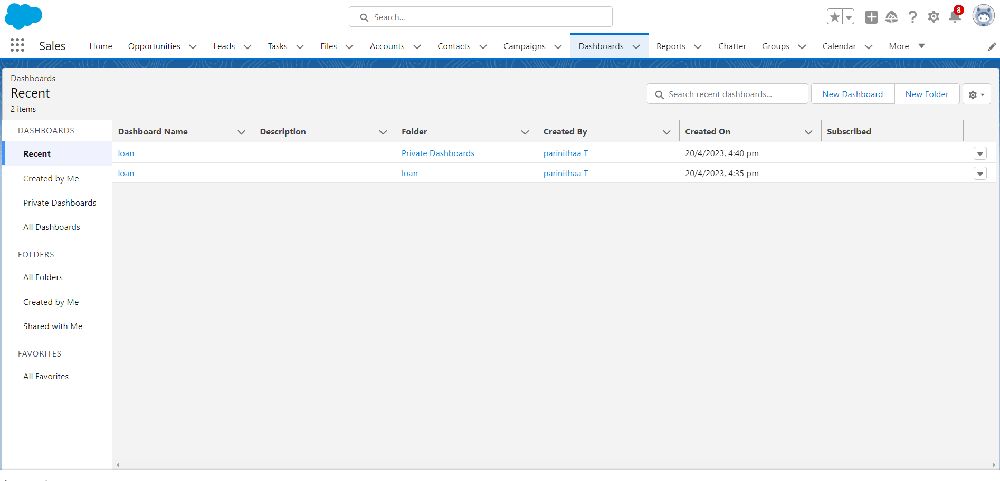 Search...
8
Sales Home Opportunities Leads Tasks Files Accounts Contacts Campaigns Dashboards Reports Chatter Groups Calendar More
Dashboards
Recent
2 items
Search recent dashboards...
New Dashboard
New Folder
DASHBOARDS
Recent
Created by Me
Private Dashboards
All Dashboards
FOLDERS
All Folders
Created by Me
Shared with Me
FAVORITES
All Favorites
Dashboard Name Description Folder Created By Created On Subscribed
loan Private Dashboards parinithaa T 20/4/2023, 4:40 pm
loan loan parinithaa T 20/4/2023, 4:35 pm